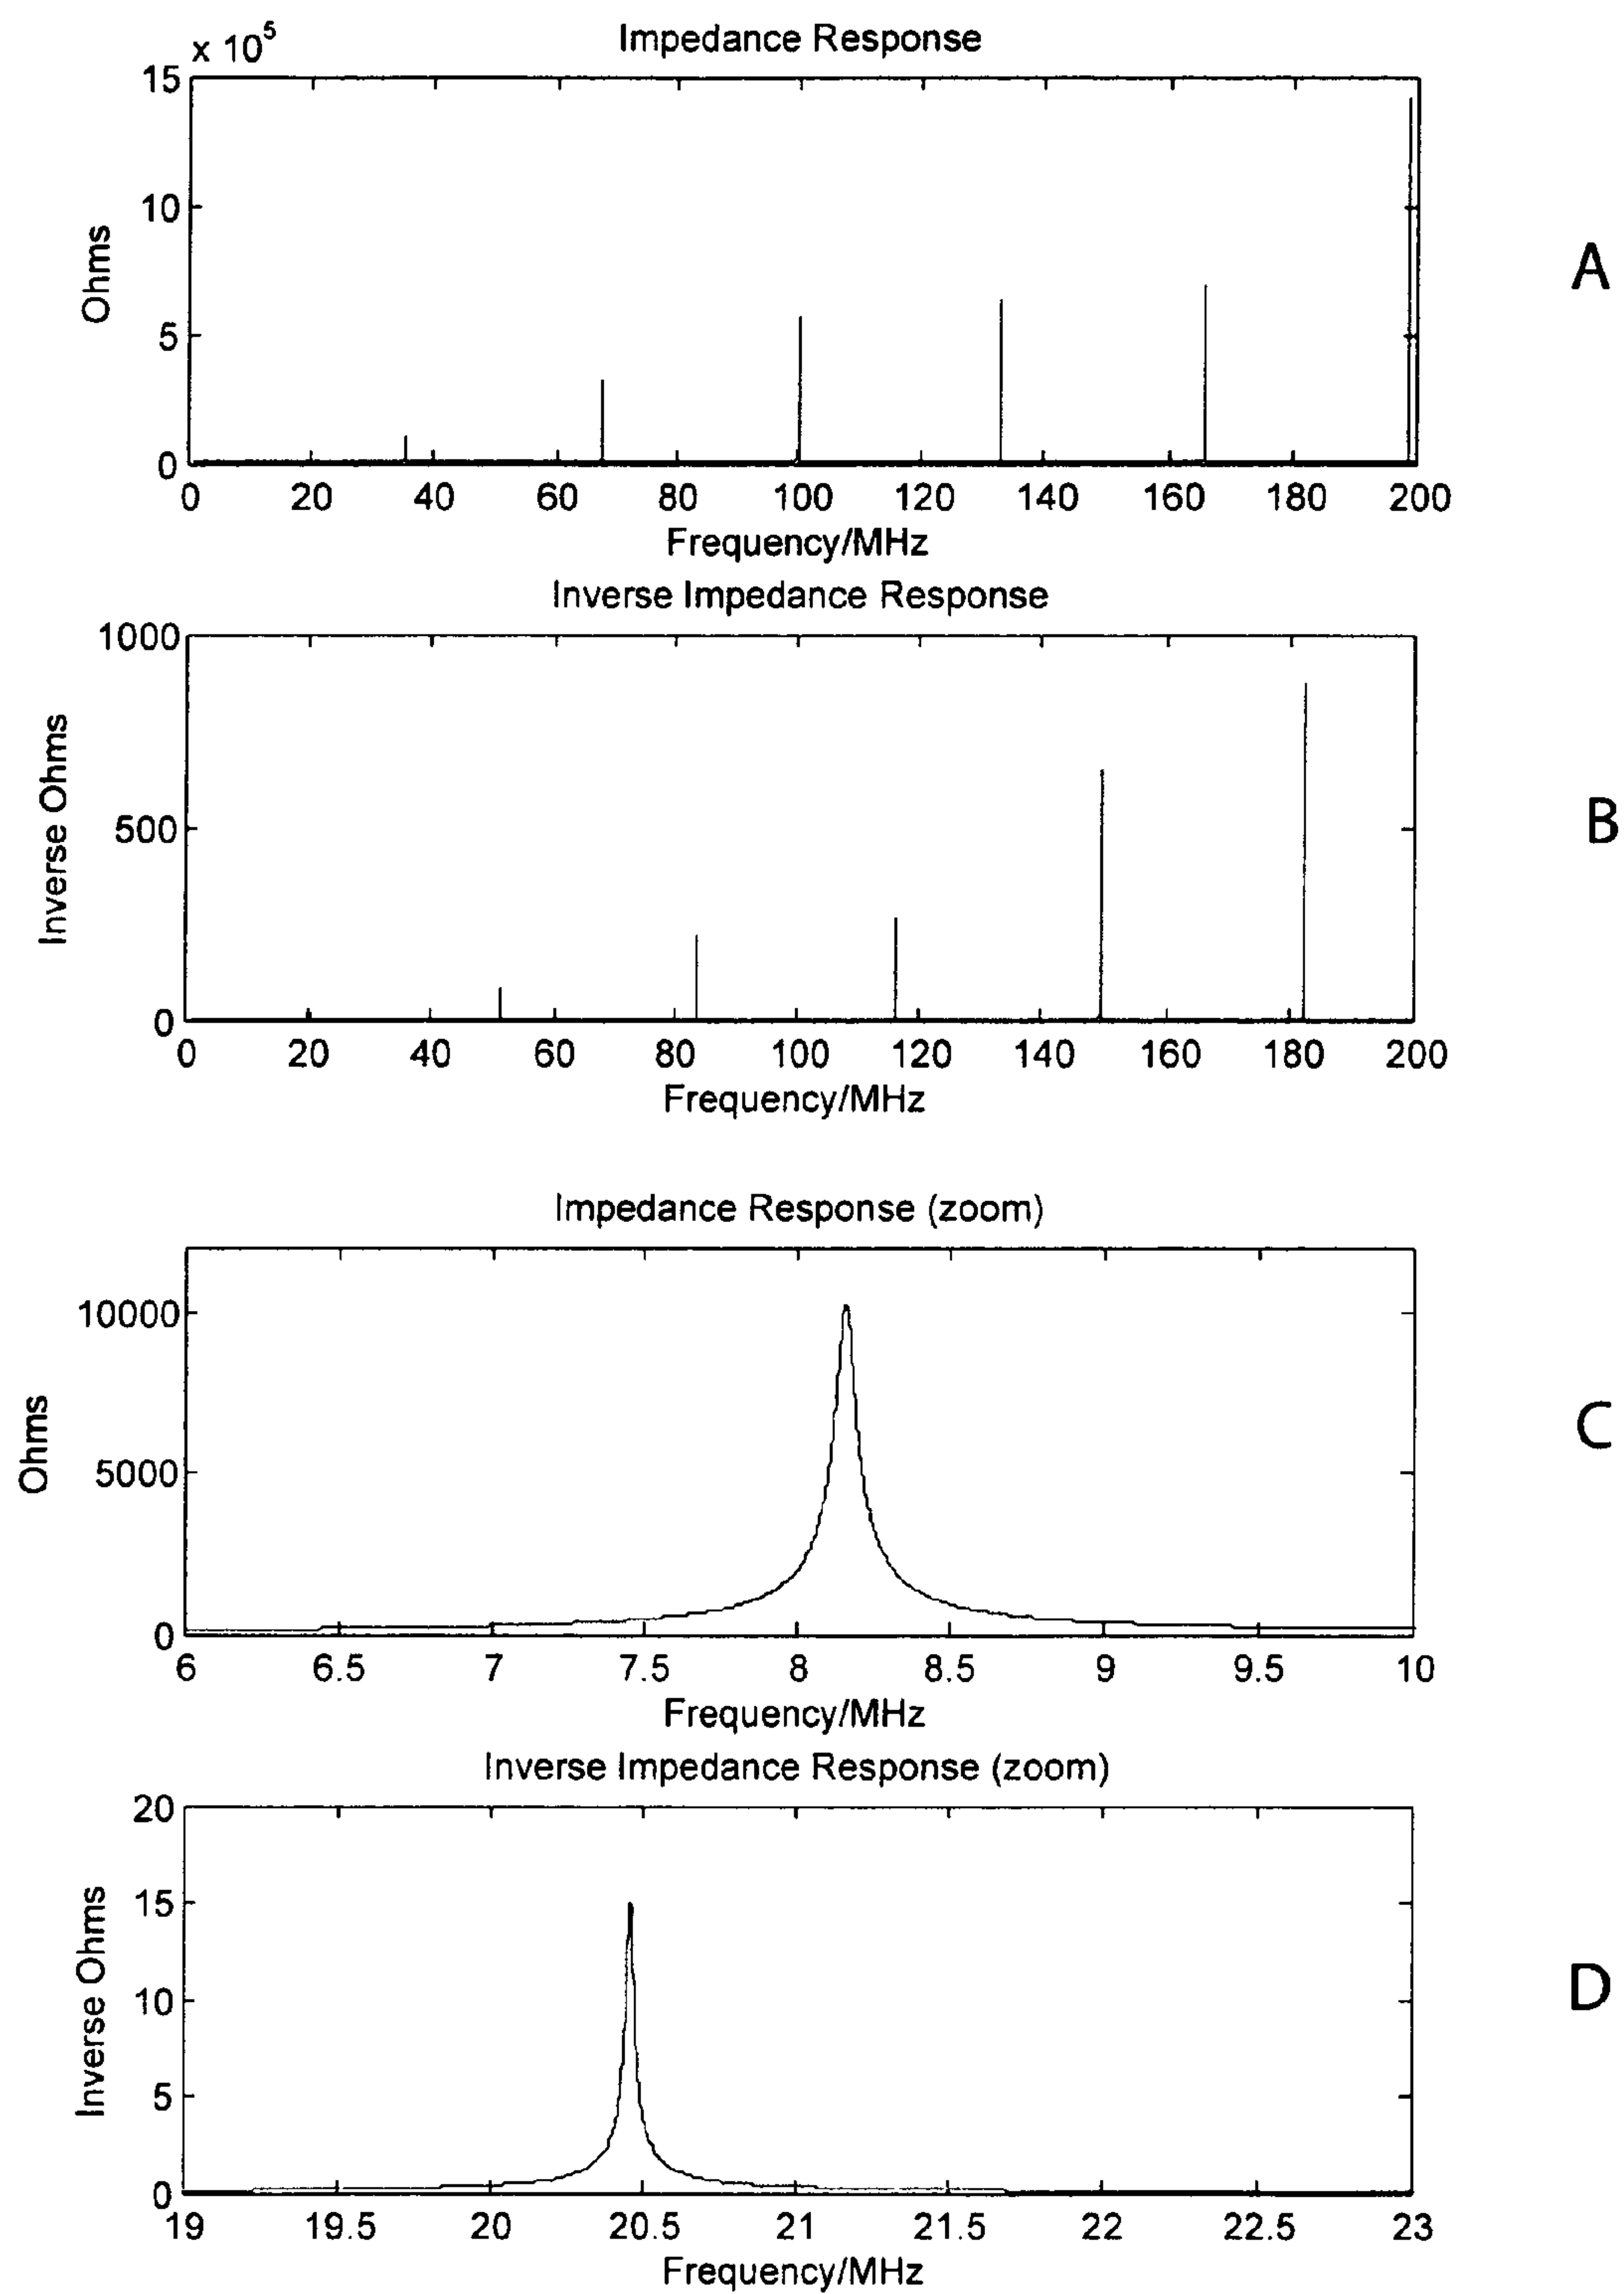 x 10^5
Impedance Response
15
10
5
0
Ohms
0 20 40 60 80 100 120 140 160 180 200
Frequency/MHz
A
Inverse Impedance Response
1000
500
0
Inverse Ohms
0 20 40 60 80 100 120 140 160 180 200
Frequency/MHz
B
Impedance Response (zoom)
10000
5000
0
Ohms
6 6.5 7 7.5 8 8.5 9 9.5 10
Frequency/MHz
C
Inverse Impedance Response (zoom)
20
15
10
5
0
Inverse Ohms
19 19.5 20 20.5 21 21.5 22 22.5 23
Frequency/MHz
D